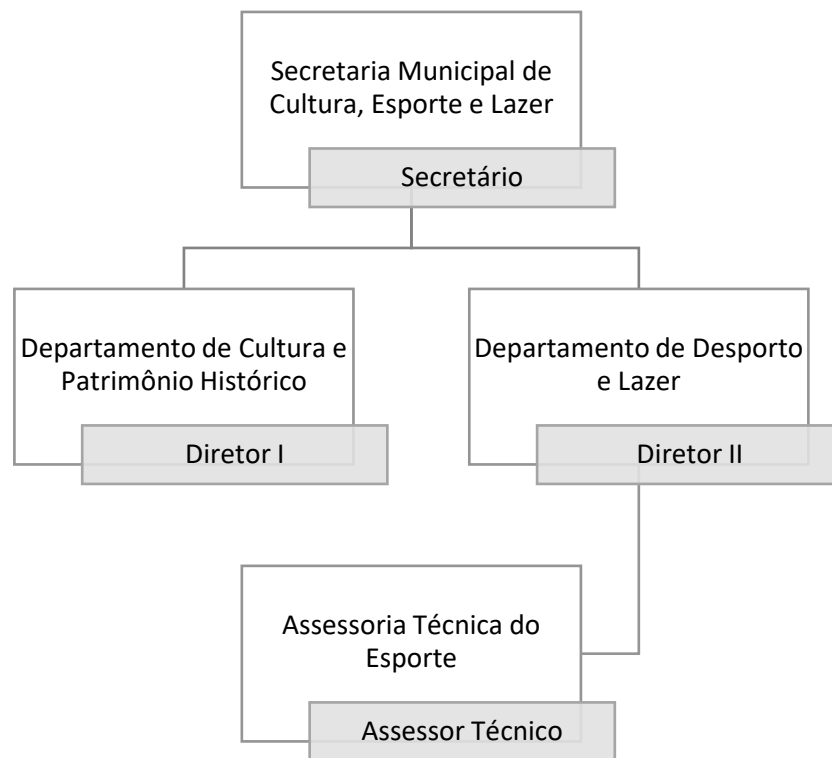 Secretaria Municipal de
Cultura, Esporte e Lazer
Secretário
Departamento de Cultura e
Patrimônio Histórico
Diretor I
Departamento de Desporto
e Lazer
Diretor II
Assessoria Técnica do
Esporte
Assessor Técnico